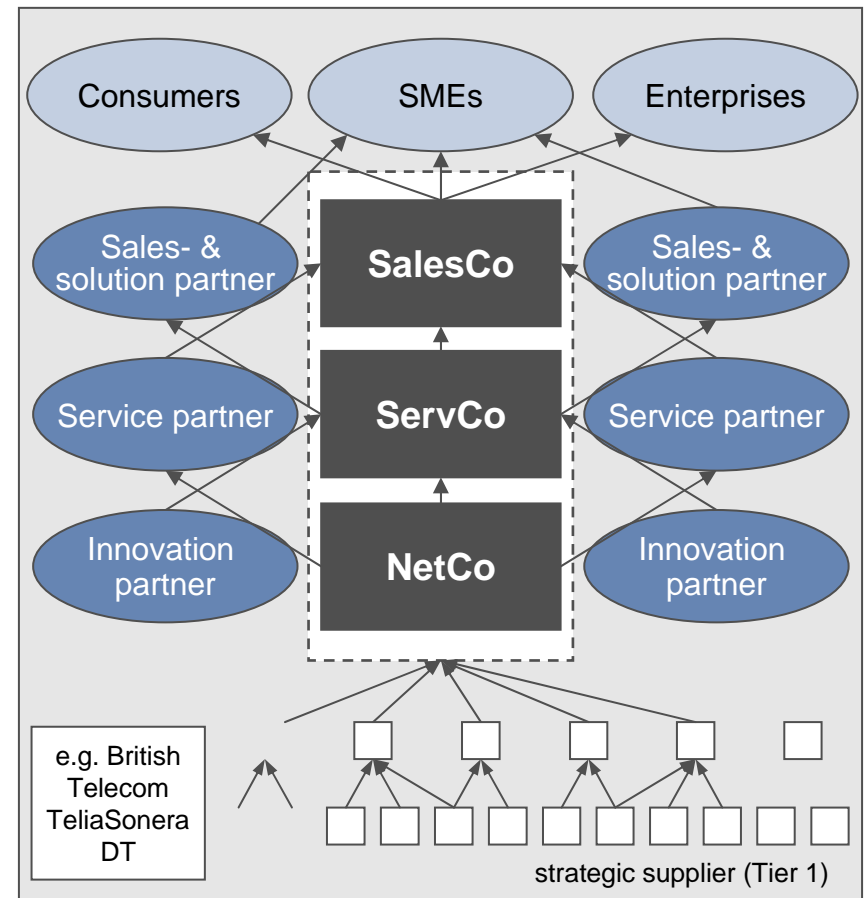 Consumers
SMEs
Enterprises
Sales- &
solution partner
SalesCo
Sales- &
solution partner
Service partner
ServCo
Service partner
Innovation
partner
NetCo
Innovation
partner
e.g. British
Telecom
TeliaSonera
DT
strategic supplier (Tier 1)